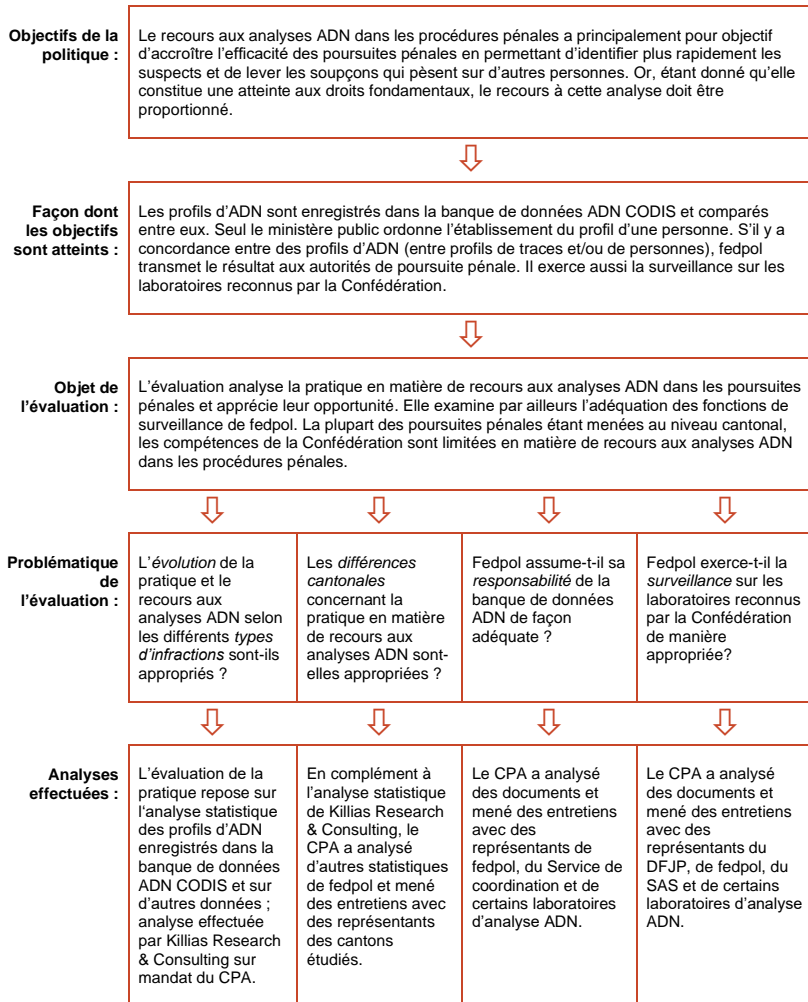 Objectifs de la
politique :
Le recours aux analyses ADN dans les procédures pénales a principalement pour objectif
d'accroître l'efficacité des poursuites pénales en permettant d'identifier plus rapidement les
suspects et de lever les soupçons qui pèsent sur d'autres personnes. Or, étant donné qu'elle
constitue une atteinte aux droits fondamentaux, le recours à cette analyse doit être
proportionné.
Façon dont
les objectifs
sont atteints :
Les profils d'ADN sont enregistrés dans la banque de données ADN CODIS et comparés
entre eux. Seul le ministère public ordonne l'établissement du profil d'une personne. S'il y a
concordance entre des profils d'ADN (entre profils de traces et/ou de personnes), fedpol
transmet le résultat aux autorités de poursuite pénale. Il exerce aussi la surveillance sur les
laboratoires reconnus par la Confédération.
Objet de
l'évaluation :
L'évaluation analyse la pratique en matière de recours aux analyses ADN dans les poursuites
pénales et apprécie leur opportunité. Elle examine par ailleurs l'adéquation des fonctions de
surveillance de fedpol. La plupart des poursuites pénales étant menées au niveau cantonal,
les compétences de la Confédération sont limitées en matière de recours aux analyses ADN
dans les procédures pénales.
Problématique
de
l'évaluation :
L'évolution de la
pratique et le
recours aux
analyses ADN selon
les différents types
d'infractions sont-ils
appropriés ?
Les différences
cantonales
concernant la
pratique en matière
de recours aux
analyses ADN sont-
elles appropriées ?
Fedpol assume-t-il sa
responsabilité de la
banque de données
ADN de façon
adéquate ?
Fedpol exerce-t-il la
surveillance sur les
laboratoires reconnus
par la Confédération
de manière
appropriée?
Analyses
effectuées :
L'évaluation de la
pratique repose sur
l'analyse statistique
des profils d'ADN
enregistrés dans la
banque de données
ADN CODIS et sur
d'autres données ;
analyse effectuée
par Killias Research
& Consulting sur
mandat du CPA.
En complément à
l'analyse statistique
de Killias Research
& Consulting, le
CPA a analysé
d'autres statistiques
de fedpol et mené
des entretiens avec
des représentants
des cantons
étudiés.
Le CPA a analysé
des documents et
mené des entretiens
avec des
représentants de
fedpol, du Service de
coordination et de
certains laboratoires
d'analyse ADN.
Le CPA a analysé
des documents et
mené des entretiens
avec des
représentants du
DFJP, de fedpol, du
SAS et de certains
laboratoires d'analyse
ADN.